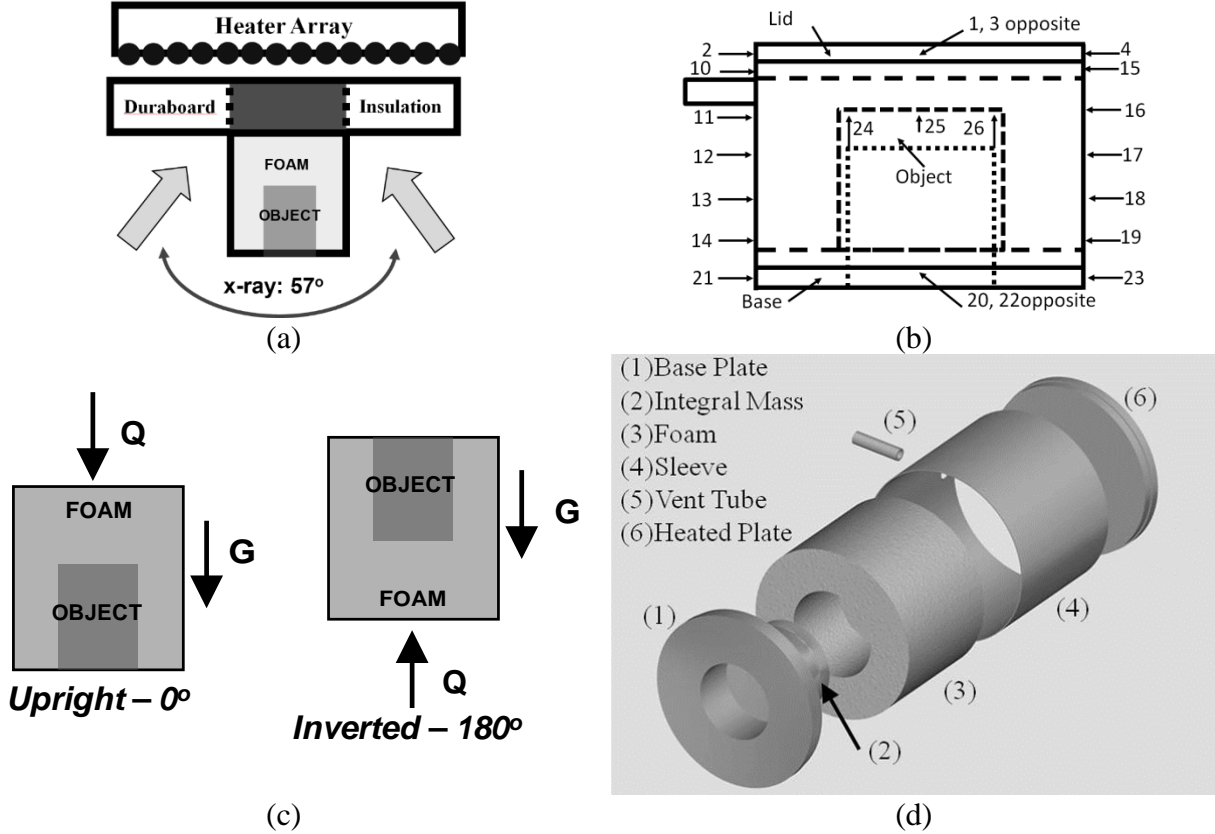 Heater Array
Duraboard
Insulation
FOAM
OBJECT
x-ray: 57º
(a)
Lid
1, 3 opposite
2
4
10
15
11
16
24
25
26
12
17
Object
13
18
14
19
21
23
Base
20, 22opposite
(b)
Q
FOAM
G
OBJECT
Upright – 0º
OBJECT
G
FOAM
Q
Inverted – 180º
(c)
(1)Base Plate
(2)Integral Mass
(3)Foam
(4)Sleeve
(5)Vent Tube
(6)Heated Plate
(5)
(6)
(4)
(1)
(3)
(2)
(d)